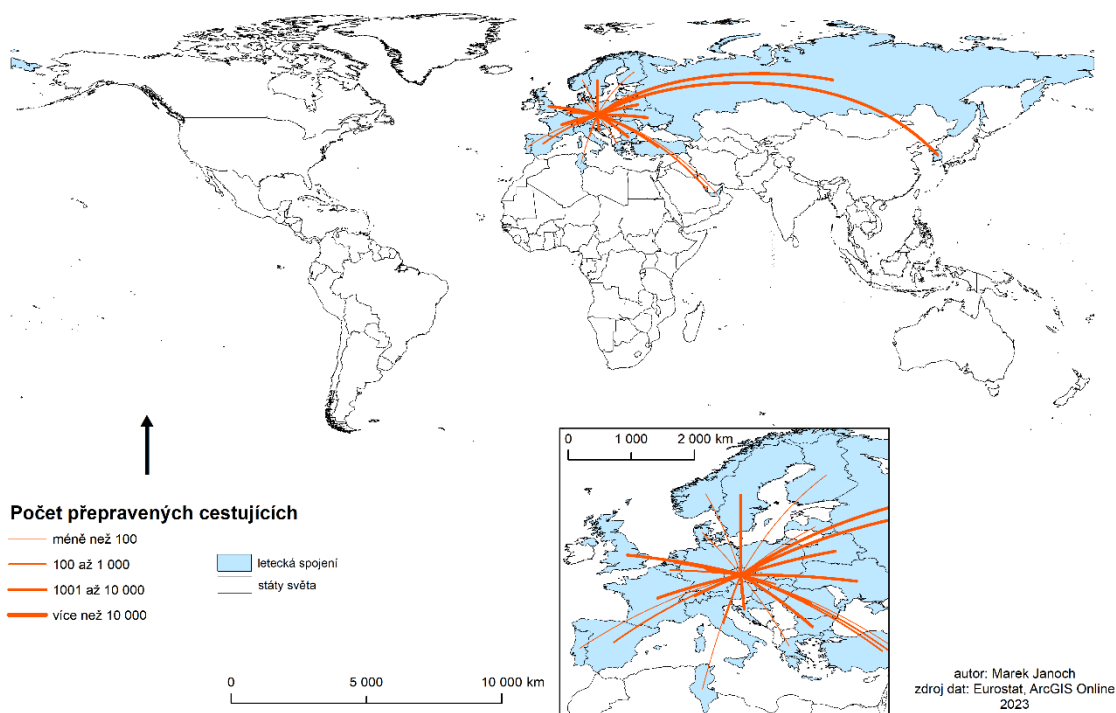 0 1 000 2 000 km
Počet přepravených cestujících
méně než 100
100 až 1 000
1001 až 10 000
více než 10 000
letecká spojení
státy světa
0 5 000 10 000 km
autor: Marek Janoch
zdroj dat: Eurostat, ArcGIS Online
2023